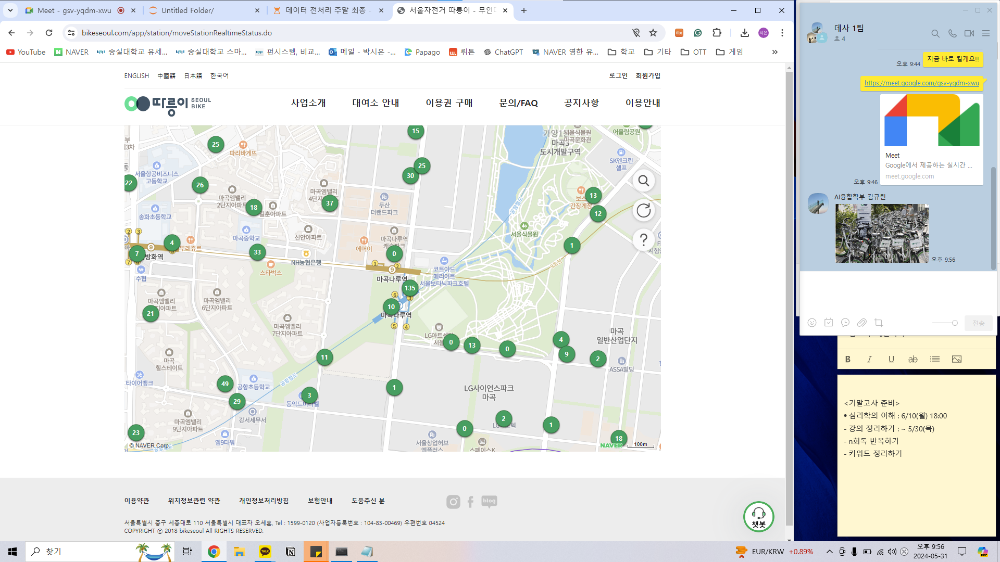 Meet - gsv-yqdm-xwu
Untitled Folder/
데이터 전처리 주말 최종 -
서울자전거 따릉이 - 무인대
bikeseoul.com/app/station/moveStationRealtimeStatus.do
시은
YouTube
NAVER
숭실대학교 유세...
숭실대학교 스마...
펀시스템, 비교...
메일 - 박시은 -...
Papago
뤼튼
ChatGPT
NAVER 영한 유...
학교
기타
OTT
게임
ENGLISH 中國語 日本語 한국어
로그인 회원가입
따릉이 SEOUL BIKE
사업소개 대여소 안내 이용권 구매 문의/FAQ 공지사항 이용안내
15
25
파리바게뜨
서울식물원
마곡문화관
어울림공원
마곡3
도시개발구역
SK엔크린
셀프
서울항공비즈니스
고등학교
25
30
22
26
마곡엠밸리
2단지아파트
마곡엠밸리
37
두산
더랜드파크
13
12
18
길훈아파트
송화초등학교
마곡중학교
신안아파트
서울식물원
간장게장
공항철도
4
뚜레쥬르
33
에머이
마곡나루역
캐슬파크
0
1
7
방화역
NH농협은행
스타벅스
수협
9호선
코트야드
메리어트
서울보타닉파크호텔
마곡나루역
135
10
마곡나루역
마곡엠밸리
6단지아파트
21
마곡엠밸리
7단지아파트
LG아트센터
서울
0
13
0
4
9
2
마곡
일반산업단지
ASSA빌딩
11
마곡
힐스테이트
타이어뱅크
49
공항초등학교
29
공항철도
3
1
LG사이언스파크
마곡
강서세무서
마곡엠밸리
9단지아파트
23
엠9타워
2
0
1
18
서울창업허브
스페이스K
© NAVER Corp.
NAVER
100m
이용약관 위치정보관련 약관 개인정보처리방침 보험안내 도움주신 분
blog
서울특별시 중구 세종대로 110 서울특별시 대표자 오세훈, Tel : 1599-0120 (사업자등록번호 : 104-83-00469) 우편번호 04524
COPYRIGHT ⓒ 2018 bikeseoul All RIGHTS RESERVED.
챗봇
데사 1팀
4
지금 바로 킬게요!!
오후 9:44
https://meet.google.com/gsv-yqdm-xwu
Meet
Google에서 제공하는 실시간 ...
meet.google.com
오후 9:46
AI융합학부 김규린
오후 9:56
전송
<기말고사 준비>
• 심리학의 이해 : 6/10(월) 18:00
- 강의 정리하기 : ~ 5/30(목)
- n회독 반복하기
- 키워드 정리하기
찾기
EUR/KRW +0.89%
오후 9:56
2024-05-31